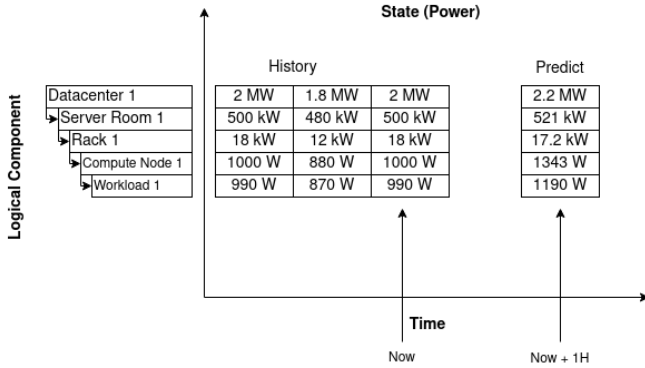 State (Power)
History
Predict
Logical Component
Datacenter 1 2 MW 1.8 MW 2 MW 2.2 MW
Server Room 1 500 kW 480 kW 500 kW 521 kW
Rack 1 18 kW 12 kW 18 kW 17.2 kW
Compute Node 1 1000 W 880 W 1000 W 1343 W
Workload 1 990 W 870 W 990 W 1190 W
Time
Now
Now + 1H